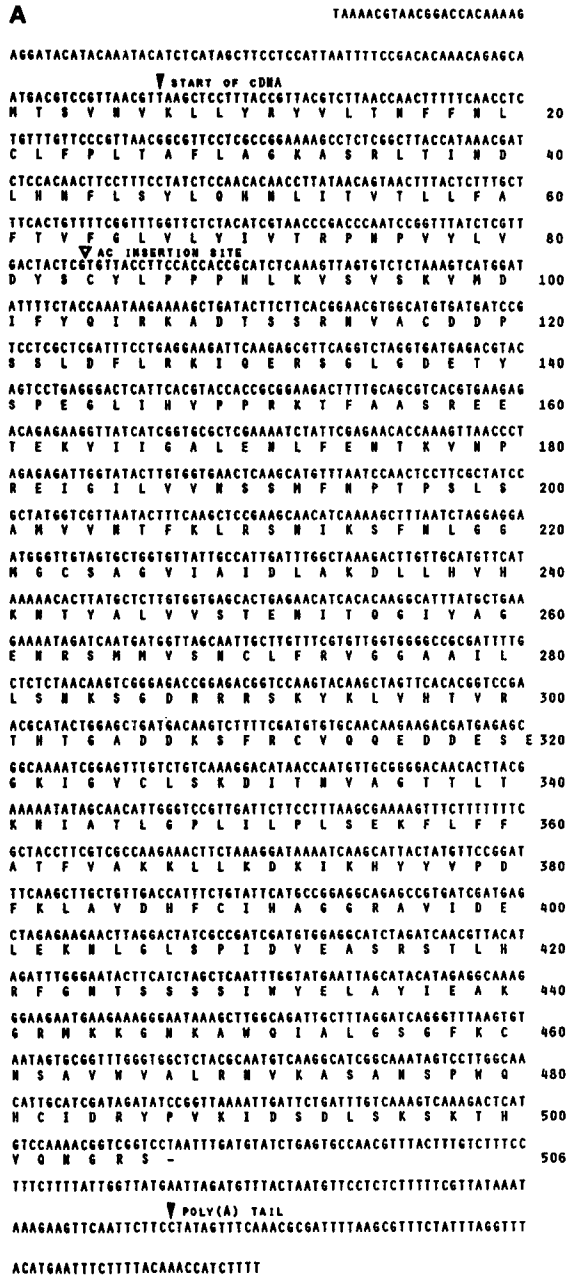 A
TAAAACGTAACGGACCACAAAAG
AGGATACATACAAATACATCTCATAGCTTCCTCCATTAATTTTCCGACACAAACAGAGCA
START OF cDNA
ATGACGTCCGTTAACGTTAAGCTCCTTTACCGTTACGTCTTAACCAACTTTTTCAACCTC
M T S V N V K L L Y R Y V L T N F F N L 20
TGTTTGTTCCCGTTAACGGCGTTCCTCGCCGGAAAAGCCTCTCGGCTTACCATAAACGAT
C L F P L T A F L A G K A S R L T I N D 40
CTCCACAACTTCCTTTCCTATCTCCAACACAACCTTATAACAGTAACTTTACTCTTTGCT
L H N F L S Y L Q H N L I T V T L L F A 60
TTCACTGTTTTCGGTTTGGTTCTCTACATCGTAACCCGACCCAATCCGGTTTATCTCGTT
F T V F G L V L Y I V T R P N P V Y L V 80
AC INSERTION SITE
GACTACTCGTGTTACCTTCCACCACCGCATCTCAAAGTTAGTGTCTCTAAAGTCATGGAT
D Y S C Y L P P P H L K V S V S K V M D 100
ATTTTCTACCAAATAAGAAAAGCTGATACTTCTTCACGGAACGTGGCATGTGATGATCCG
I F Y Q I R K A D T S S R N V A C D D P 120
TCCTCGCTCGATTTCCTGAGGAAGATTCAAGAGCGTTCAGGTCTAGGTGATGAGACGTAC
S S L D F L R K I Q E R S G L G D E T Y 140
AGTCCTGAGGGACTCATTCACGTACCACCGCGGAAGACTTTTGCAGCGTCACGTGAAGAG
S P E G L I H V P P R K T F A A S R E E 160
ACAGAGAAGGTTATCATCGGTGCGCTCGAAAATCTATTCGAGAACACCAAAGTTAACCCT
T E K V I I G A L E N L F E N T K V N P 180
AGAGAGATTGGTATACTTGTGGTGAACTCAAGCATGTTTAATCCAACTCCTTCGCTATCC
R E I G I L V V N S S M F N P T P S L S 200
GCTATGGTCGTTAATACTTTCAAGCTCCGAAGCAACATCAAAAGCTTTAATCTAGGAGGA
A M V V N T F K L R S N I K S F N L G G 220
ATGGGTTGTAGTGCTGGTGTTATTGCCATTGATTTGGCTAAAGACTTGTTGCATGTTCAT
M G C S A G V I A I D L A K D L L H V H 240
AAAAACACTTATGCTCTTGTGGTGAGCACTGAGAACATCACACAAGGCATTTATGCTGAA
K N T Y A L V V S T E N I T Q G I Y A G 260
GAAAATAGATCAATGATGGTTAGCAATTGCTTGTTTCGTGTTGGTGGGGCCGCGATTTTG
E N R S M M V S N C L F R V G G A A I L 280
CTCTCTAACAAGTCGGGAGACCGGAGACGGTCCAAGTACAAGCTAGTTCACACGGTCCGA
L S N K S G D R R R S K Y K L V H T V R 300
ACGCATACTGGAGCTGATGACAAGTCTTTTCGATGTGTGCAACAAGAAGACGATGAGAGC
T H T G A D D K S F R C V Q Q E D D E S E 320
GGCAAAATCGGAGTTTGTCTGTCAAAGGACATAACCAATGTTGCGGGGACAACACTTACG
G K I G V C L S K D I T N V A G T T L T 340
AAAAATATAGCAACATTGGGTCCGTTGATTCTTCCTTTAAGCGAAAAGTTTCTTTTTTTC
K N I A T L G P L I L P L S E K F L F F 360
GCTACCTTCGTCGCCAAGAAACTTCTAAAGGATAAAATCAAGCATTACTATGTTCCGGAT
A T F V A K K L L K D K I K H Y Y V P D 380
TTCAAGCTTGCTGTTGACCATTTCTGTATTCATGCCGGAGGCAGAGCCGTGATCGATGAG
F K L A V D H F C I H A G G R A V I D E 400
CTAGAGAAGAACTTAGGACTATCGCCGATCGATGTGGAGGCATCTAGATCAACGTTACAT
L E K N L G L S P I D V E A S R S T L H 420
AGATTTGGGAATACTTCATCTAGCTCAATTTGGTATGAATTAGCATACATAGAGGCAAAG
R F G N T S S S S I W Y E L A Y I E A K 440
GGAAGAATGAAGAAAGGGAATAAAGCTTGGCAGATTGCTTTAGGATCAGGGTTTAAGTGT
G R M K K G N K A W Q I A L G S G F K C 460
AATAGTGCGGTTTGGGTGGCTCTACGCAATGTCAAGGCATCGGCAAATAGTCCTTGGCAA
N S A V W V A L R N V K A S A N S P W Q 480
CATTGCATCGATAGATATCCGGTTAAAATTGATTCTGATTTGTCAAAGTCAAAGACTCAT
H C I D R Y P V K I D S D L S K S K T H 500
GTCCAAAACGGTCGGTCCTAATTTGATGTATCTGAGTGCCAACGTTTACTTTGTCTTTCC
V Q N G R S - 506
TTTCTTTTATTGGTTATGAATTAGATGTTTACTAATGTTCCTCTCTTTTTCGTTATAAAT
POLY(A) TAIL
AAAGAAGTTCAATTCTTCCTATAGTTTCAAACGCGATTTTAAGCGTTTCTATTTAGGTTT
ACATGAATTTCTTTTACAAACCATCTTTT